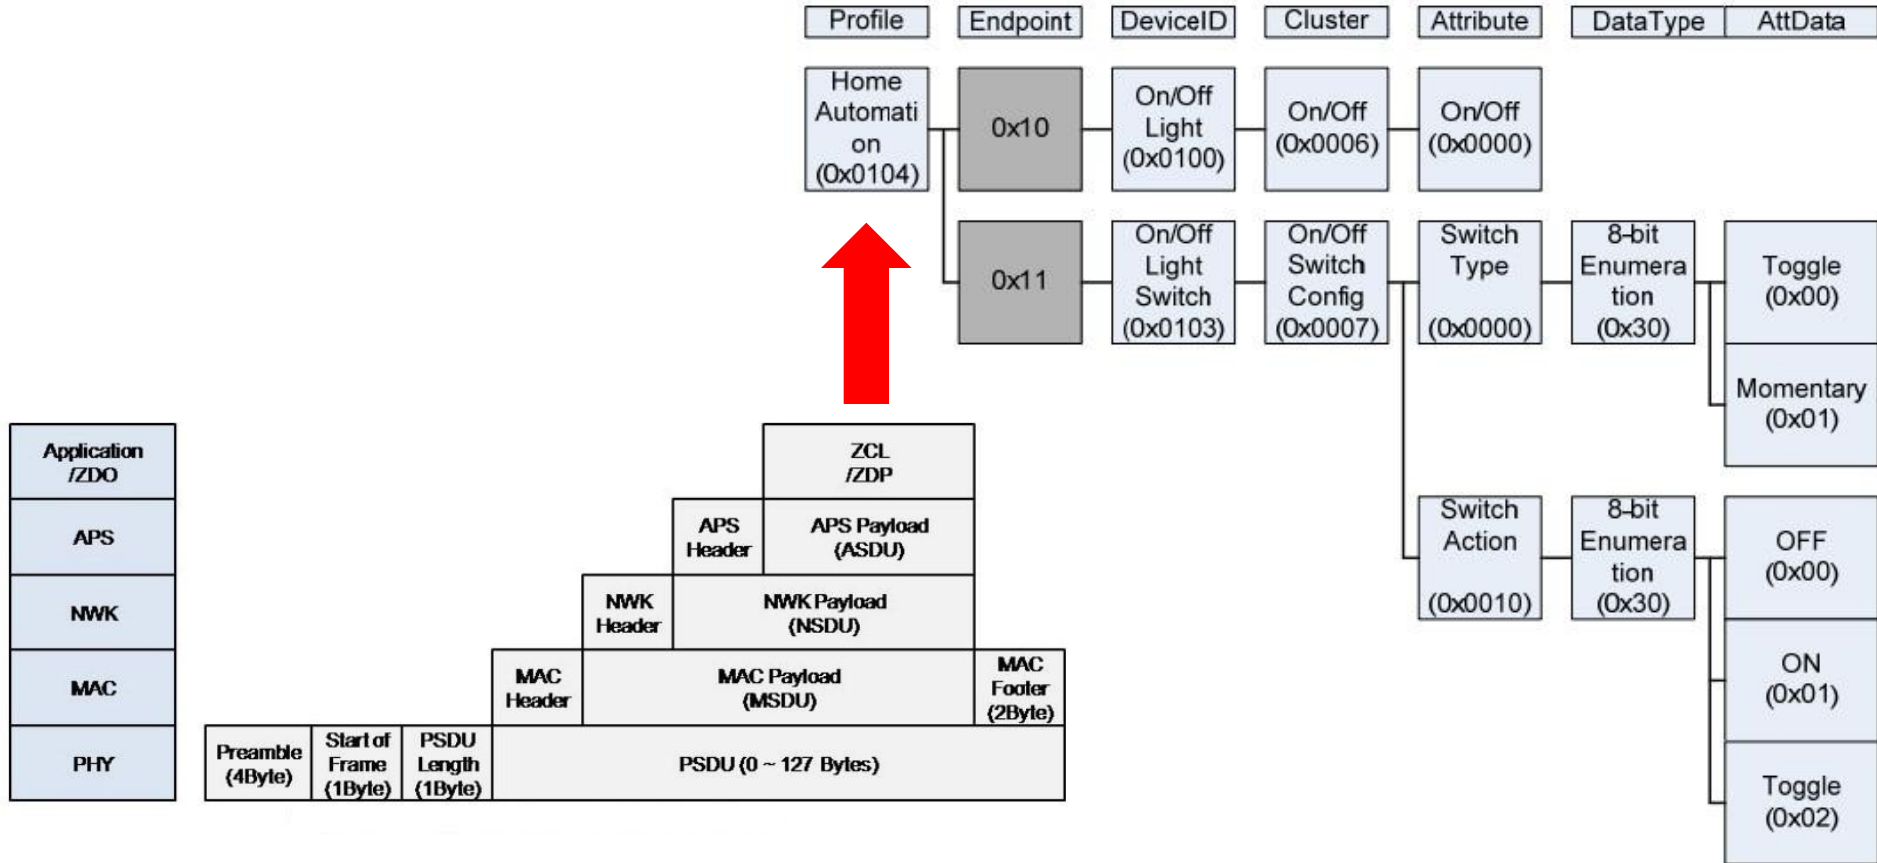 Profile
Endpoint
DeviceID
Cluster
Attribute
DataType
AttData
Home
Automati
on
(0x0104)
0x10
On/Off
Light
(0x0100)
On/Off
(0x0006)
On/Off
(0x0000)
0x11
On/Off
Light
Switch
(0x0103)
On/Off
Switch
Config
(0x0007)
Switch
Type
(0x0000)
8-bit
Enumera
tion
(0x30)
Toggle
(0x00)
Momentary
(0x01)
Switch
Action
(0x0010)
8-bit
Enumera
tion
(0x30)
OFF
(0x00)
ON
(0x01)
Toggle
(0x02)
Application
/ZDO
ZCL
/ZDP
APS
APS
Header
APS Payload
(ASDU)
NWK
NWK
Header
NWK Payload
(NSDU)
MAC
MAC
Header
MAC Payload
(MSDU)
MAC
Footer
(2Byte)
PHY
Preamble
(4Byte)
Start of
Frame
(1Byte)
PSDU
Length
(1Byte)
PSDU (0 ~ 127 Bytes)